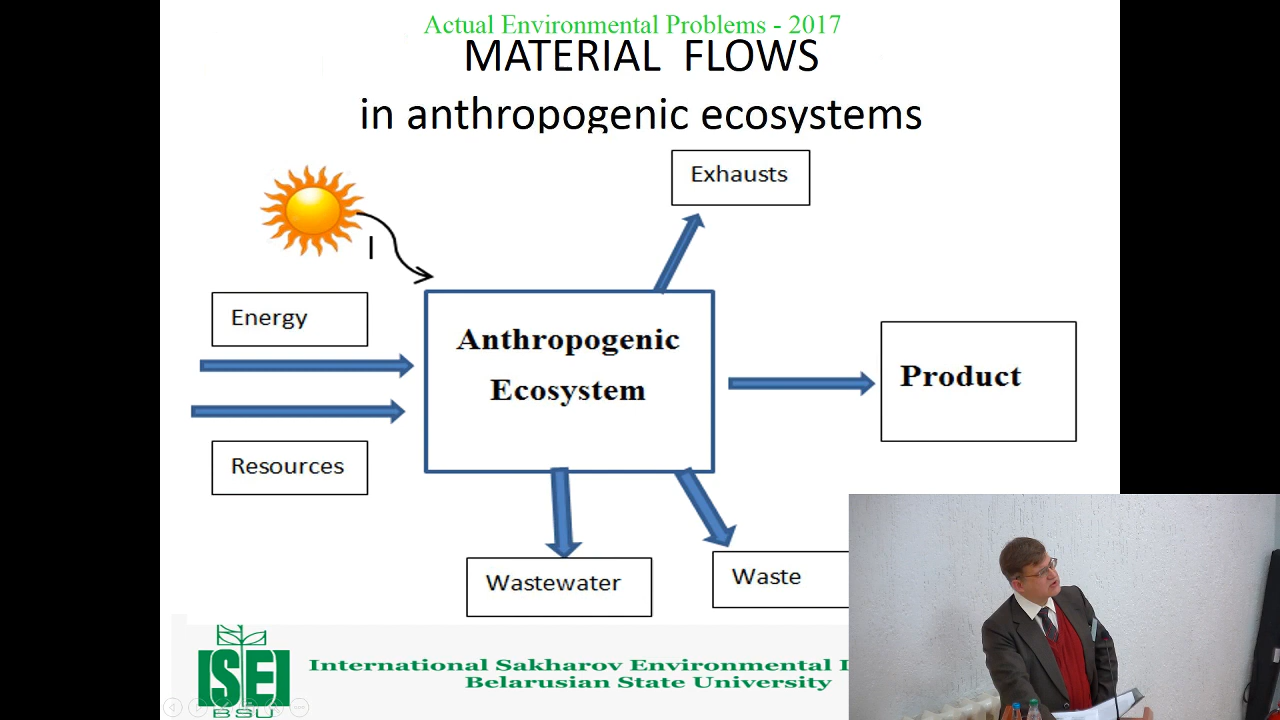 Actual Environmental Problems - 2017
MATERIAL FLOWS
in anthropogenic ecosystems
Exhausts
I
Energy
Anthropogenic
Ecosystem
Product
Resources
Wastewater
Waste
ISEI
BSU
International Sakharov Environmental I
Belarusian State University